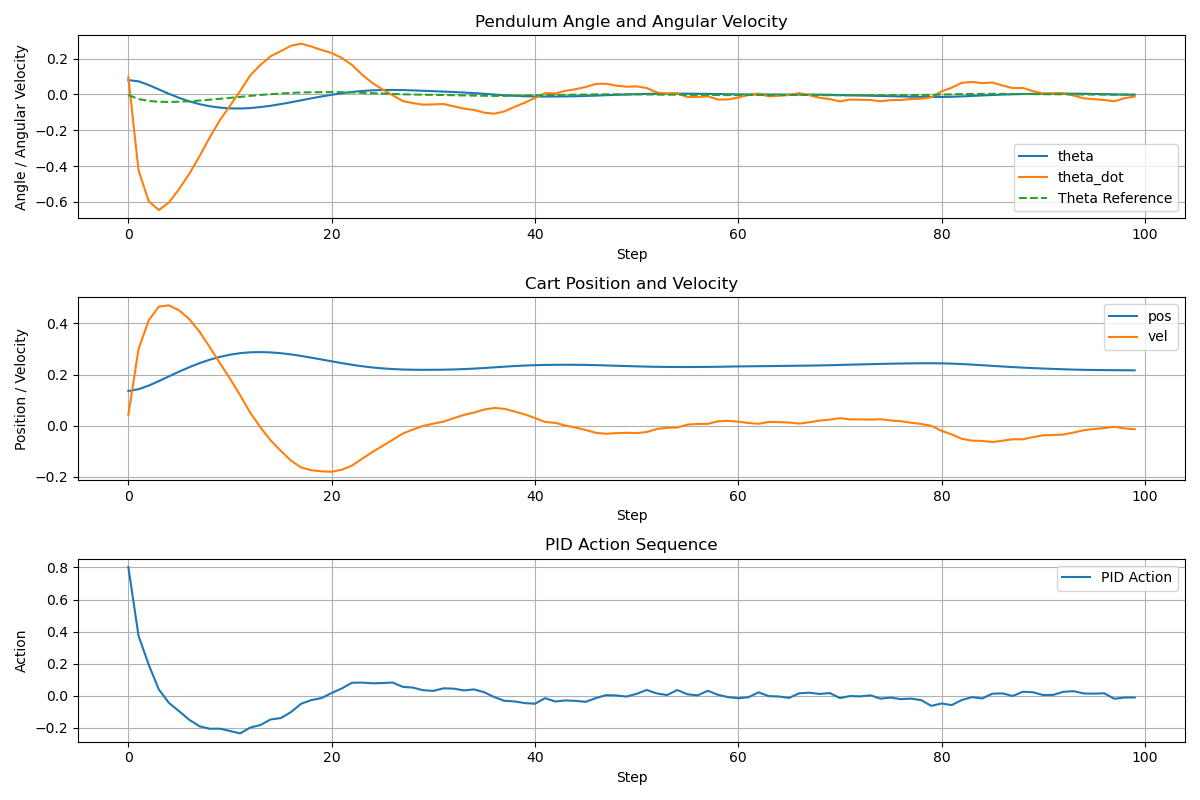 Pendulum Angle and Angular Velocity
Angle / Angular Velocity
0.2
0.0
−0.2
−0.4
−0.6
theta
theta_dot
Theta Reference
0 20 40 60 80 100
Step
Cart Position and Velocity
Position / Velocity
0.4
0.2
0.0
−0.2
pos
vel
0 20 40 60 80 100
Step
PID Action Sequence
Action
0.8
0.6
0.4
0.2
0.0
−0.2
PID Action
0 20 40 60 80 100
Step